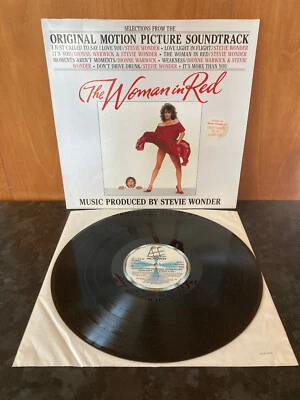 SELECTIONS FROM THE
ORIGINAL MOTION PICTURE SOUNDTRACK
I JUST CALLED TO SAY I LOVE YOU/STEVIE WONDER • LOVE LIGHT IN FLIGHT/STEVIE WONDER
IT'S YOU/DIONNE WARWICK & STEVIE WONDER • THE WOMAN IN RED/STEVIE WONDER
MOMENTS AREN'T MOMENTS/DIONNE WARWICK • WEAKNESS/DIONNE WARWICK & STEVIE
WONDER • DON'T DRIVE DRUNK/STEVIE WONDER • IT'S MORE THAN YOU
The Woman in Red
MUSIC PRODUCED BY STEVIE WONDER